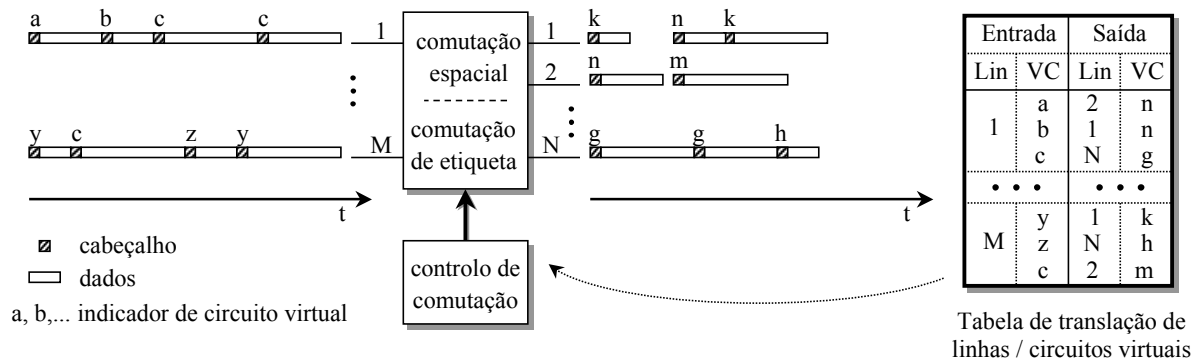 a b c c
1
y c z y
M
t
cabeçalho
dados
a, b,... indicador de circuito virtual
comutação
espacial
comutação
de etiqueta
controlo de
comutação
1
2
N
k n k
n m
g g h
t
Entrada Saída
Lin VC Lin VC
a 2 n
1 b 1 n
c N g
• • • • • •
y 1 k
M z N h
c 2 m
Tabela de translação de
linhas / circuitos virtuais